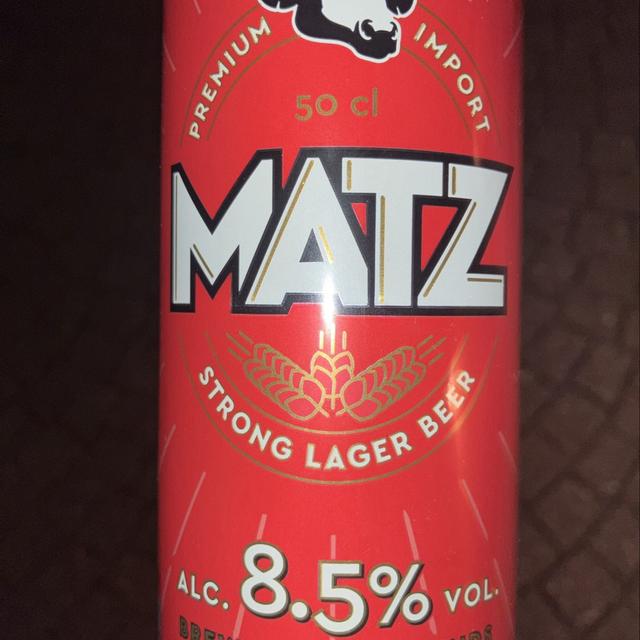 PREMIUM IMPORT
50 cl
MATZ
STRONG LAGER BEER
ALC. 8.5% VOL.